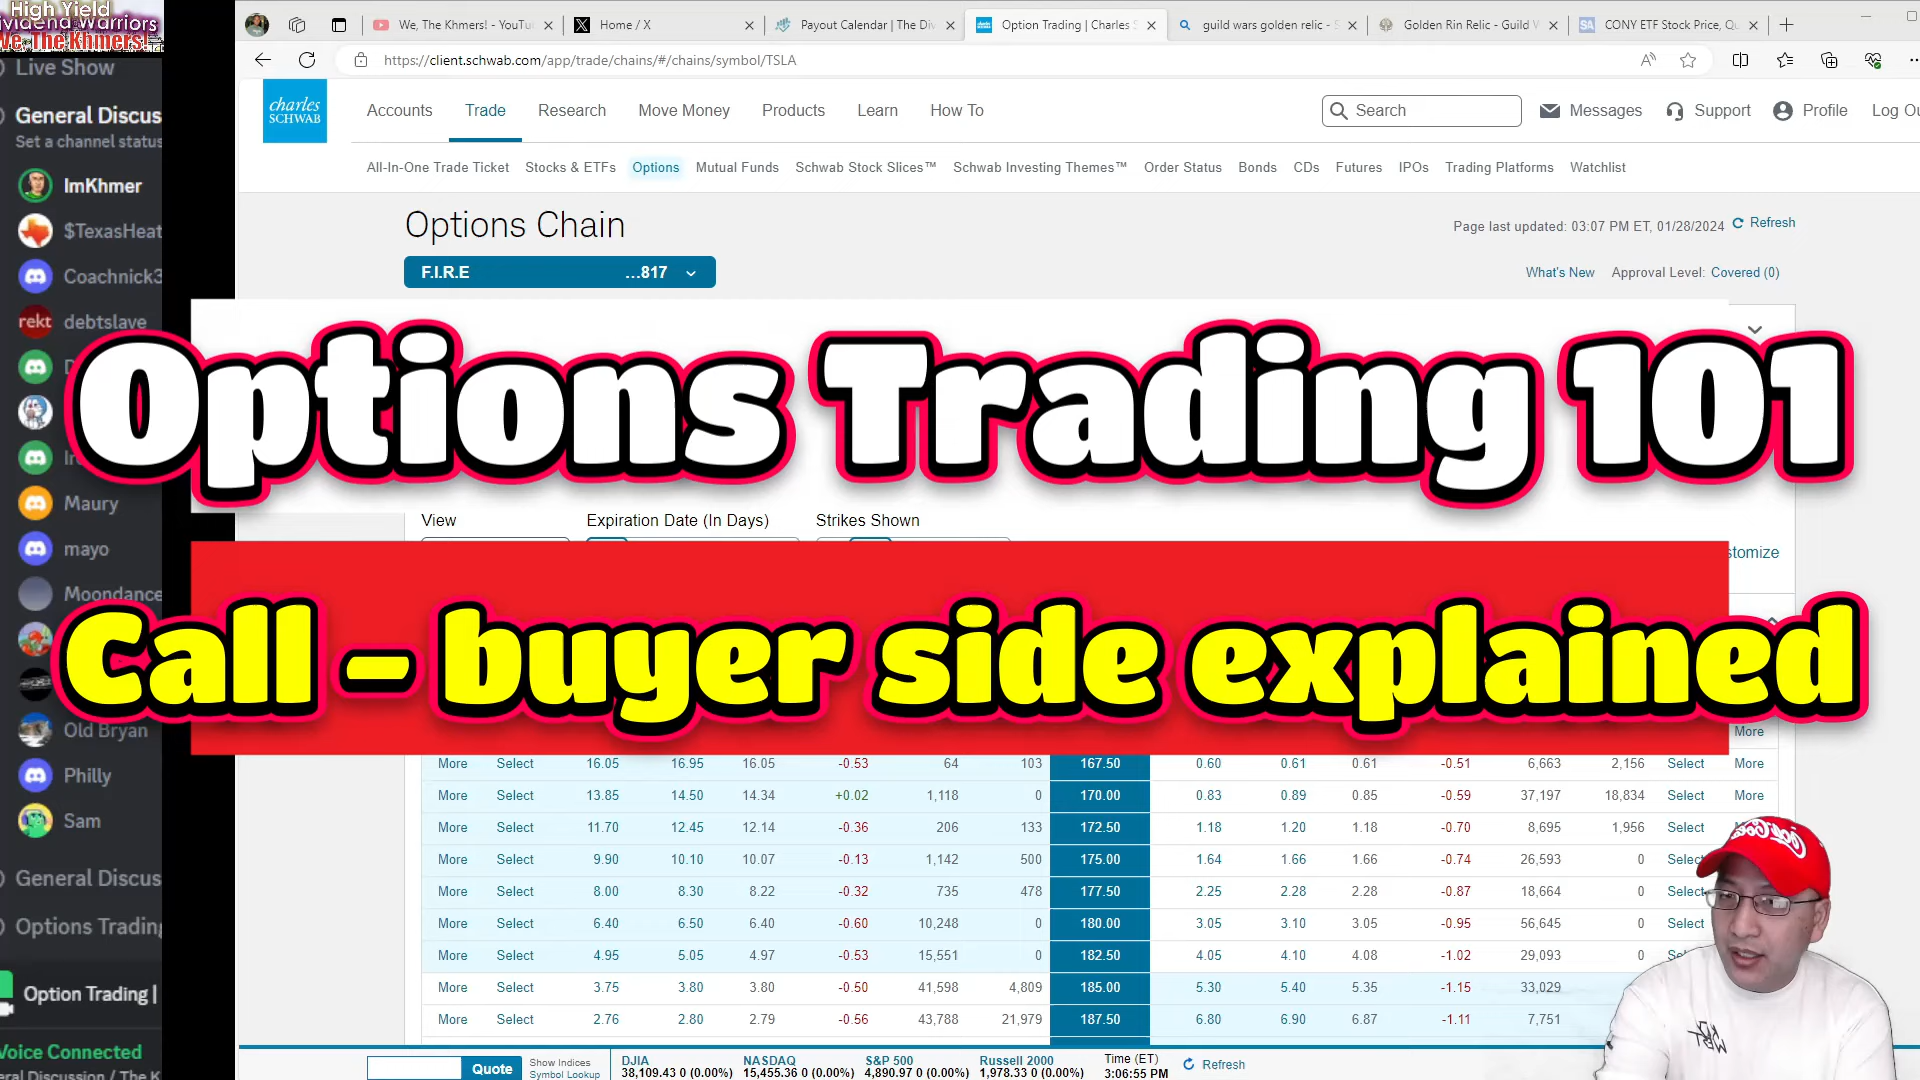 High Yield
Dividend Warriors
We, The Khmers!
Live Show
General Discus
Set a channel status
ImKhmer
$TexasHeat
Coachnick3
rekt debtslave
Maury
mayo
Moondance
Old Bryan
Philly
Sam
General Discus
Options Trading
Option Trading |
Voice Connected
We, The Khmers! - YouTu
Home / X
Payout Calendar | The Div
Option Trading | Charles S
guild wars golden relic - S
Golden Rin Relic - Guild W
SA CONY ETF Stock Price, Qu
https://client.schwab.com/app/trade/chains/#/chains/symbol/TSLA
charles
SCHWAB
Accounts Trade Research Move Money Products Learn How To
Search Messages Support Profile Log Ou
All-In-One Trade Ticket Stocks & ETFs Options Mutual Funds Schwab Stock Slices™ Schwab Investing Themes™ Order Status Bonds CDs Futures IPOs Trading Platforms Watchlist
Options Chain
Page last updated: 03:07 PM ET, 01/28/2024 Refresh
F.I.R.E ...817
What's New Approval Level: Covered (0)
Options Trading 101
View Expiration Date (In Days) Strikes Shown
stomize
Call - buyer side explained
More
More Select 16.05 16.95 16.05 -0.53 64 103 167.50 0.60 0.61 0.61 -0.51 6,663 2,156 Select More
More Select 13.85 14.50 14.34 +0.02 1,118 0 170.00 0.83 0.89 0.85 -0.59 37,197 18,834 Select More
More Select 11.70 12.45 12.14 -0.36 206 133 172.50 1.18 1.20 1.18 -0.70 8,695 1,956 Select
More Select 9.90 10.10 10.07 -0.13 1,142 500 175.00 1.64 1.66 1.66 -0.74 26,593 0 Select
More Select 8.00 8.30 8.22 -0.32 735 478 177.50 2.25 2.28 2.28 -0.87 18,664 0 Select
More Select 6.40 6.50 6.40 -0.60 10,248 0 180.00 3.05 3.10 3.05 -0.95 56,645 0 Select
More Select 4.95 5.05 4.97 -0.53 15,551 0 182.50 4.05 4.10 4.08 -1.02 29,093 0
More Select 3.75 3.80 3.80 -0.50 41,598 4,809 185.00 5.30 5.40 5.35 -1.15 33,029
More Select 2.76 2.80 2.79 -0.56 43,788 21,979 187.50 6.80 6.90 6.87 -1.11 7,751
Quote
Show Indices
Symbol Lookup
DJIA
38,109.43 0 (0.00%)
NASDAQ
15,455.36 0 (0.00%)
S&P 500
4,890.97 0 (0.00%)
Russell 2000
1,978.33 0 (0.00%)
Time (ET)
3:06:55 PM
Refresh